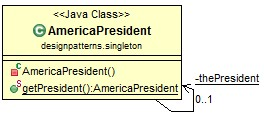 <<Java Class>>
AmericaPresident
designpatterns.singleton
AmericaPresident()
getPresident():AmericaPresident
-thePresident
0..1